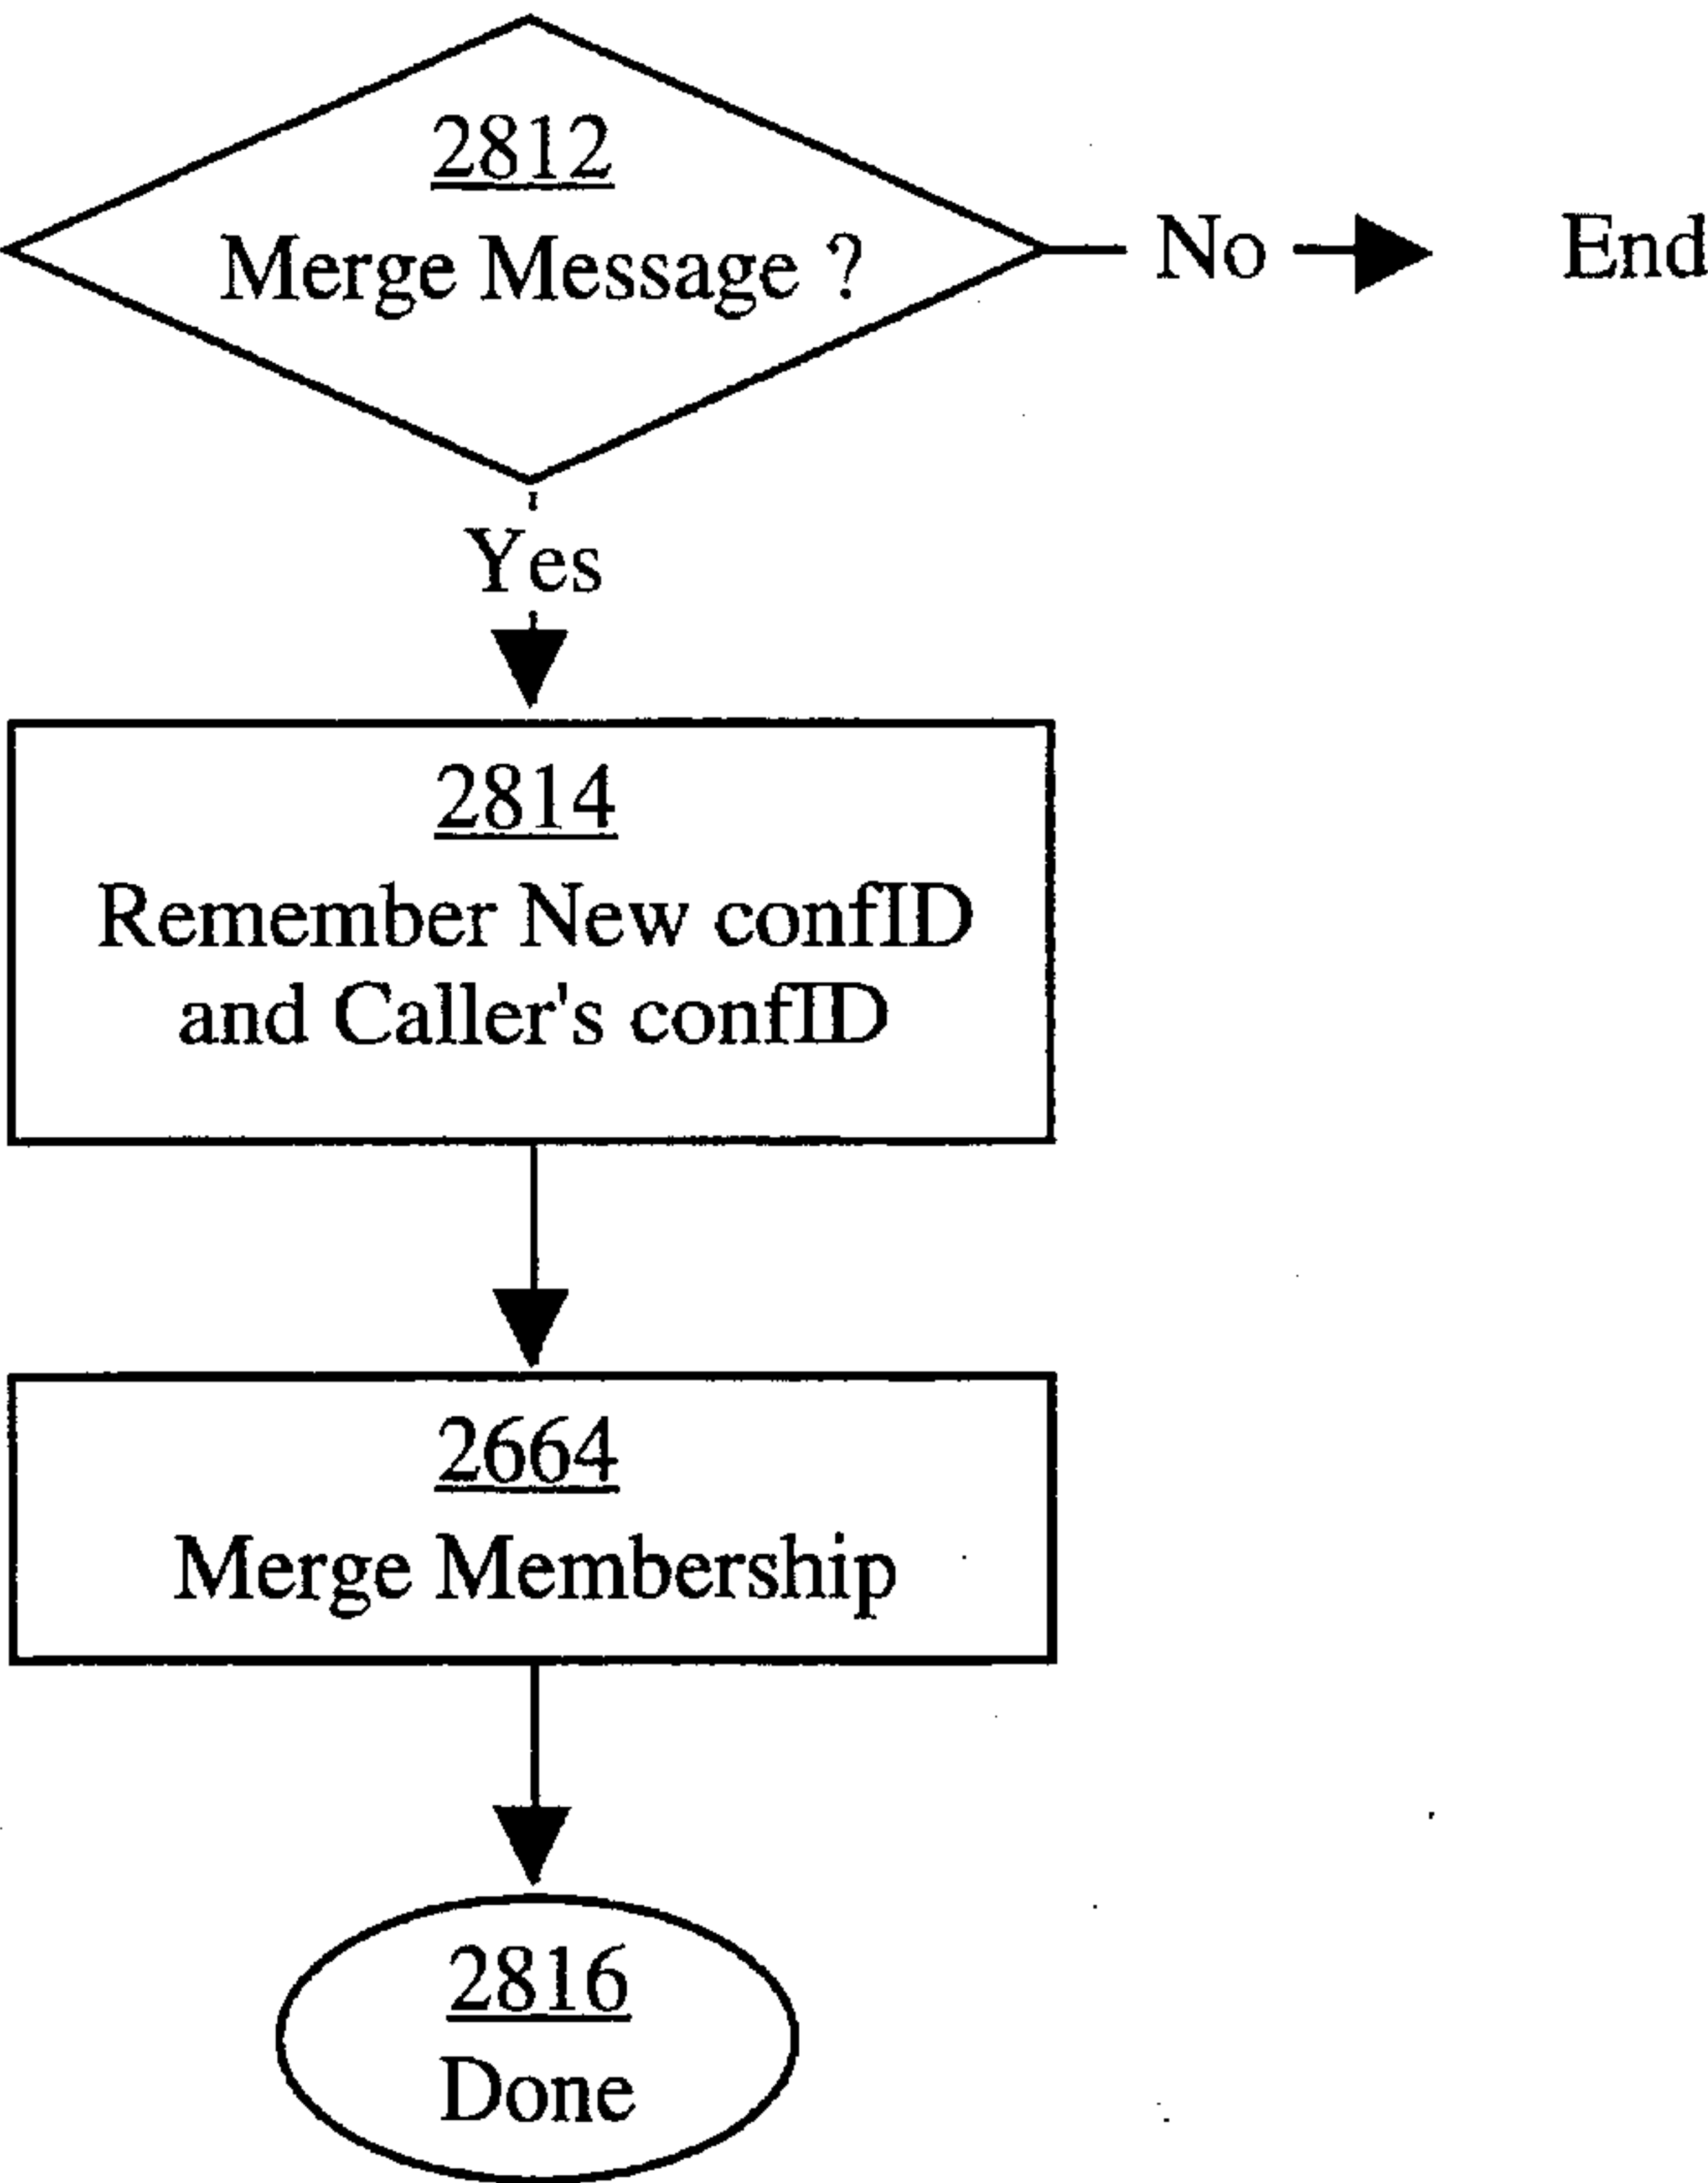 2812
Merge Message ?
No
End
Yes
2814
Remember New confID
and Caller's confID
2664
Merge Membership
2816
Done